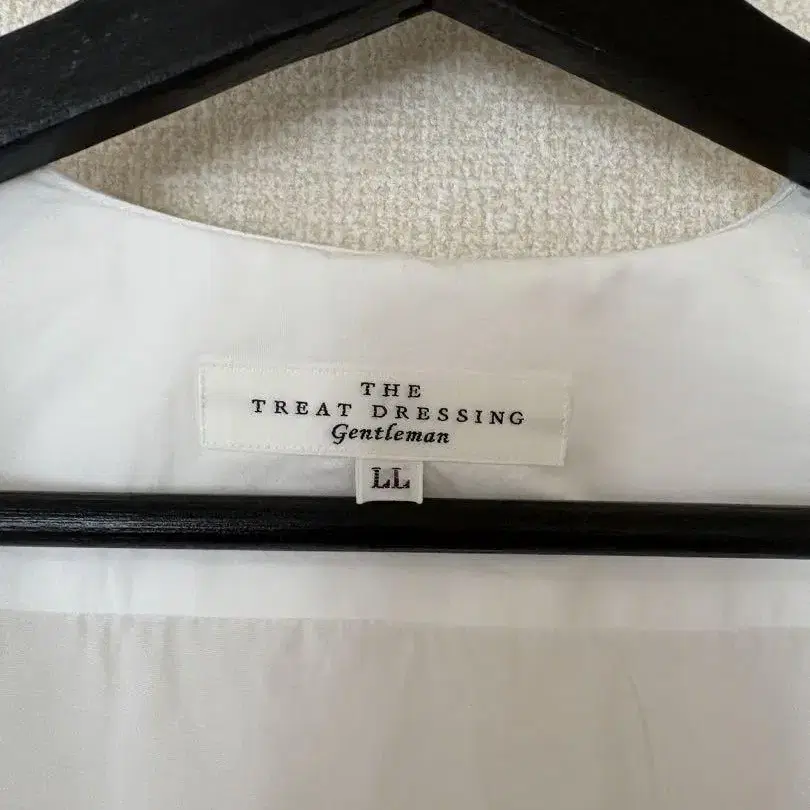 THE
TREAT DRESSING
Gentleman
LL